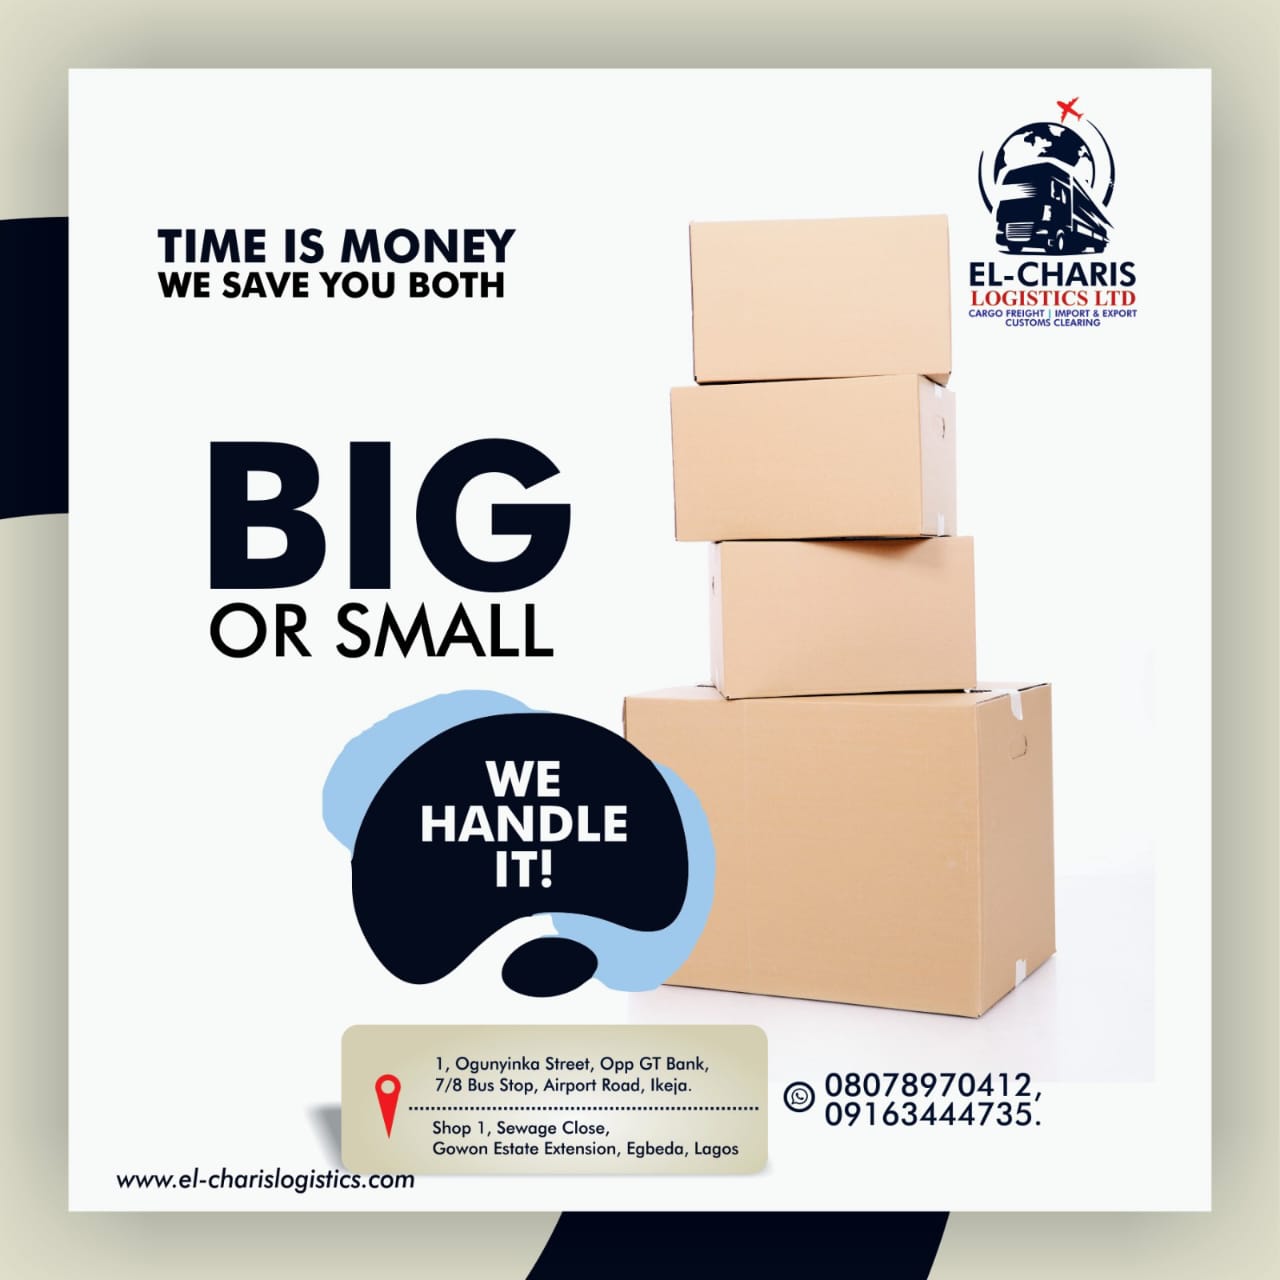 TIME IS MONEY
WE SAVE YOU BOTH
EL-CHARIS
LOGISTICS LTD
CARGO FREIGHT | IMPORT & EXPORT
CUSTOMS CLEARING
BIG
OR SMALL
WE
HANDLE
IT!
1, Ogunyinka Street, Opp GT Bank,
7/8 Bus Stop, Airport Road, Ikeja.
Shop 1, Sewage Close,
Gowon Estate Extension, Egbeda, Lagos
08078970412,
09163444735.
www.el-charislogistics.com